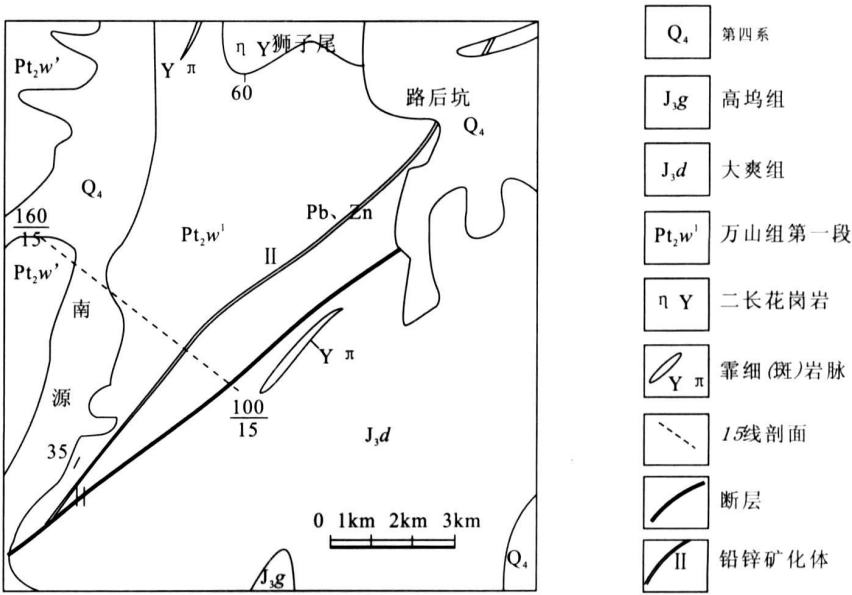 η Υ 狮子尾
Pt₂w’
Υ π
60
路后坑
Q₄
Q₄
160
15
Pb、Zn
Pt₂w¹
Ⅱ
Pt₂w’
南
源
Υ π
100
15
35
J₃d
0 1km 2km 3km
J₃g
Q₄
Q₄ 第四系
J₃g 高坞组
J₃d 大爽组
Pt₂w¹ 万山组第一段
η Υ 二长花岗岩
Υ π 霏细(斑)岩脉
15线剖面
断层
Ⅱ 铅锌矿化体